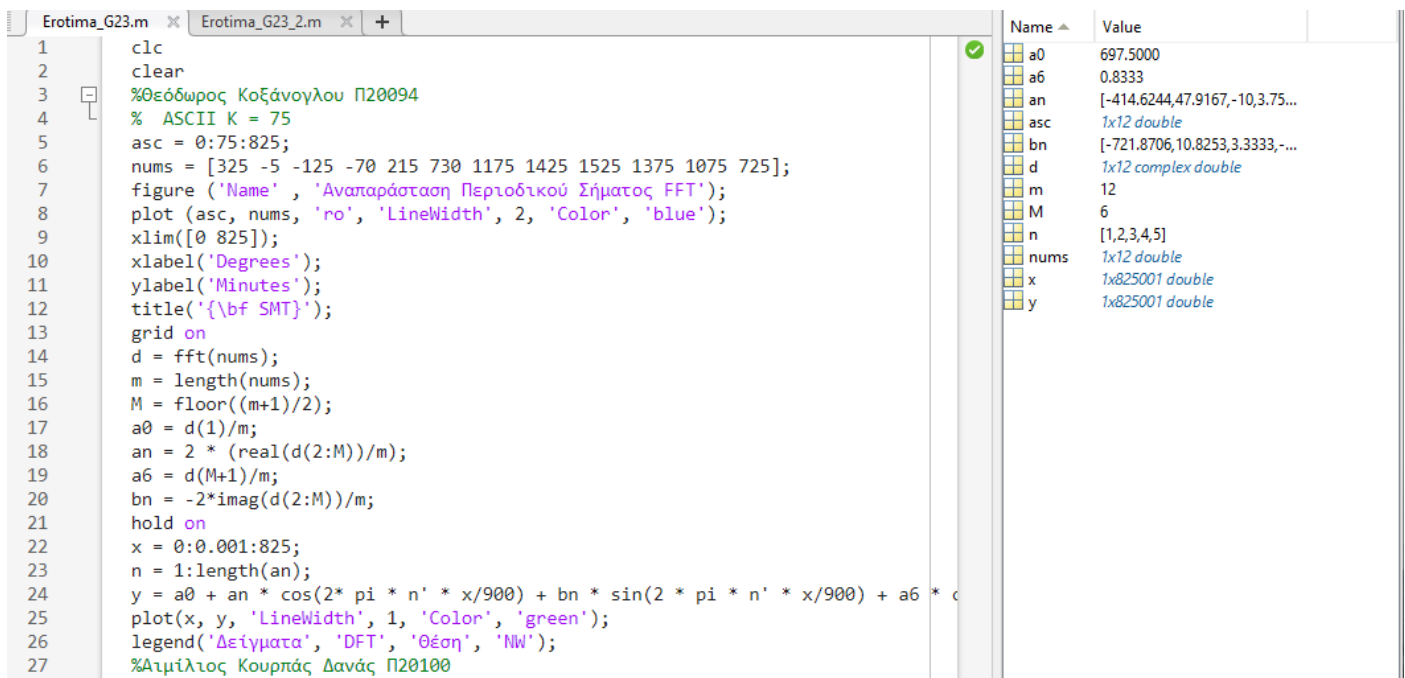 Erotima_G23.m × Erotima_G23_2.m × +
1 clc
2 clear
3 %Θεόδωρος Κοξάνογλου Π20094
4 %  ASCII K = 75
5 asc = 0:75:825;
6 nums = [325 -5 -125 -70 215 730 1175 1425 1525 1375 1075 725];
7 figure ('Name' , 'Αναπαράσταση Περιοδικού Σήματος FFT');
8 plot (asc, nums, 'ro', 'LineWidth', 2, 'Color', 'blue');
9 xlim([0 825]);
10 xlabel('Degrees');
11 ylabel('Minutes');
12 title('{\bf SMT}');
13 grid on
14 d = fft(nums);
15 m = length(nums);
16 M = floor((m+1)/2);
17 a0 = d(1)/m;
18 an = 2 * (real(d(2:M))/m);
19 a6 = d(M+1)/m;
20 bn = -2*imag(d(2:M))/m;
21 hold on
22 x = 0:0.001:825;
23 n = 1:length(an);
24 y = a0 + an * cos(2* pi * n' * x/900) + bn * sin(2 * pi * n' * x/900) + a6 *
25 plot(x, y, 'LineWidth', 1, 'Color', 'green');
26 legend('Δείγματα', 'DFT', 'Θέση', 'NW');
27 %Αιμίλιος Κουρπάς Δανάς Π20100
Name Value
a0 697.5000
a6 0.8333
an [-414.6244,47.9167,-10,3.75...
asc 1x12 double
bn [-721.8706,10.8253,3.3333,-...
d 1x12 complex double
m 12
M 6
n [1,2,3,4,5]
nums 1x12 double
x 1x825001 double
y 1x825001 double